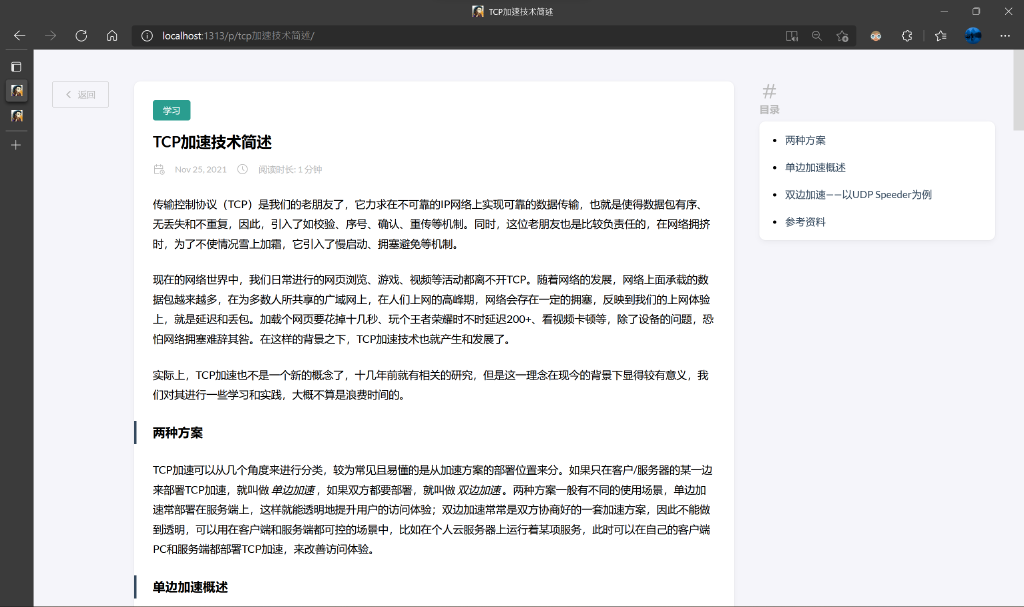 TCP加速技术简述
localhost:1313/p/tcp加速技术简述/
返回
学习
TCP加速技术简述
Nov 25, 2021 阅读时长: 1 分钟
传输控制协议（TCP）是我们的老朋友了，它力求在不可靠的IP网络上实现可靠的数据传输，也就是使得数据包有序、
无丢失和不重复，因此，引入了如校验、序号、确认、重传等机制。同时，这位老朋友也是比较负责任的，在网络拥挤
时，为了不使情况雪上加霜，它引入了慢启动、拥塞避免等机制。
现在的网络世界中，我们日常进行的网页浏览、游戏、视频等活动都离不开TCP。随着网络的发展，网络上面承载的数
据包越来越多，在为多数人所共享的广域网上，在人们上网的高峰期，网络会存在一定的拥塞，反映到我们的上网体验
上，就是延迟和丢包。加载个网页要花掉十几秒、玩个王者荣耀时不时延迟200+、看视频卡顿等，除了设备的问题，恐
怕网络拥塞难辞其咎。在这样的背景之下，TCP加速技术也就产生和发展了。
实际上，TCP加速也不是一个新的概念了，十几年前就有相关的研究，但是这一理念在现今的背景下显得较有意义，我
们对其进行一些学习和实践，大概不算是浪费时间的。
两种方案
TCP加速可以从几个角度来进行分类，较为常见且易懂的是从加速方案的部署位置来分。如果只在客户/服务器的某一边
来部署TCP加速，就叫做 单边加速 ，如果双方都要部署，就叫做 双边加速 。两种方案一般有不同的使用场景，单边加
速常部署在服务端上，这样就能透明地提升用户的访问体验；双边加速常常是双方协商好的一套加速方案，因此不能做
到透明，可以用在客户端和服务端都可控的场景中，比如在个人云服务器上运行着某项服务，此时可以在自己的客户端
PC和服务端都部署TCP加速，来改善访问体验。
单边加速概述
#
目录
两种方案
单边加速概述
双边加速——以UDP Speeder为例
参考资料